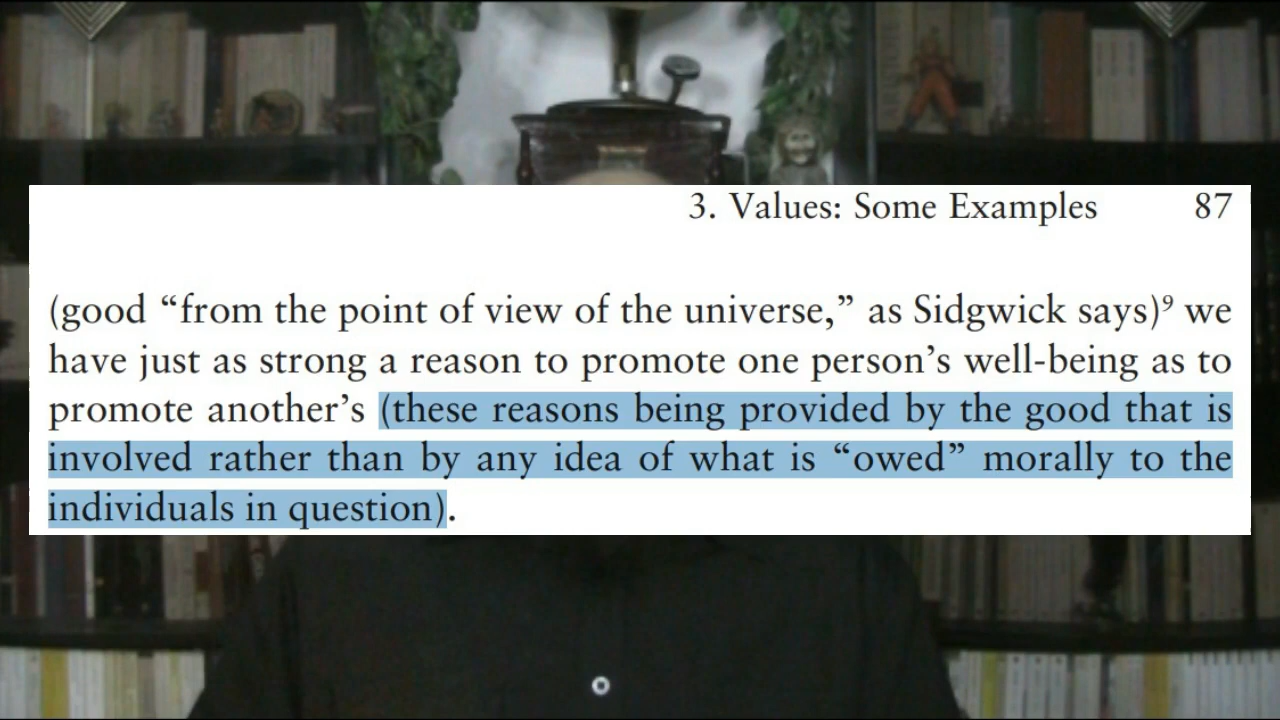 3. Values: Some Examples 87
(good “from the point of view of the universe,” as Sidgwick says)⁹ we
have just as strong a reason to promote one person’s well-being as to
promote another’s (these reasons being provided by the good that is
involved rather than by any idea of what is “owed” morally to the
individuals in question).